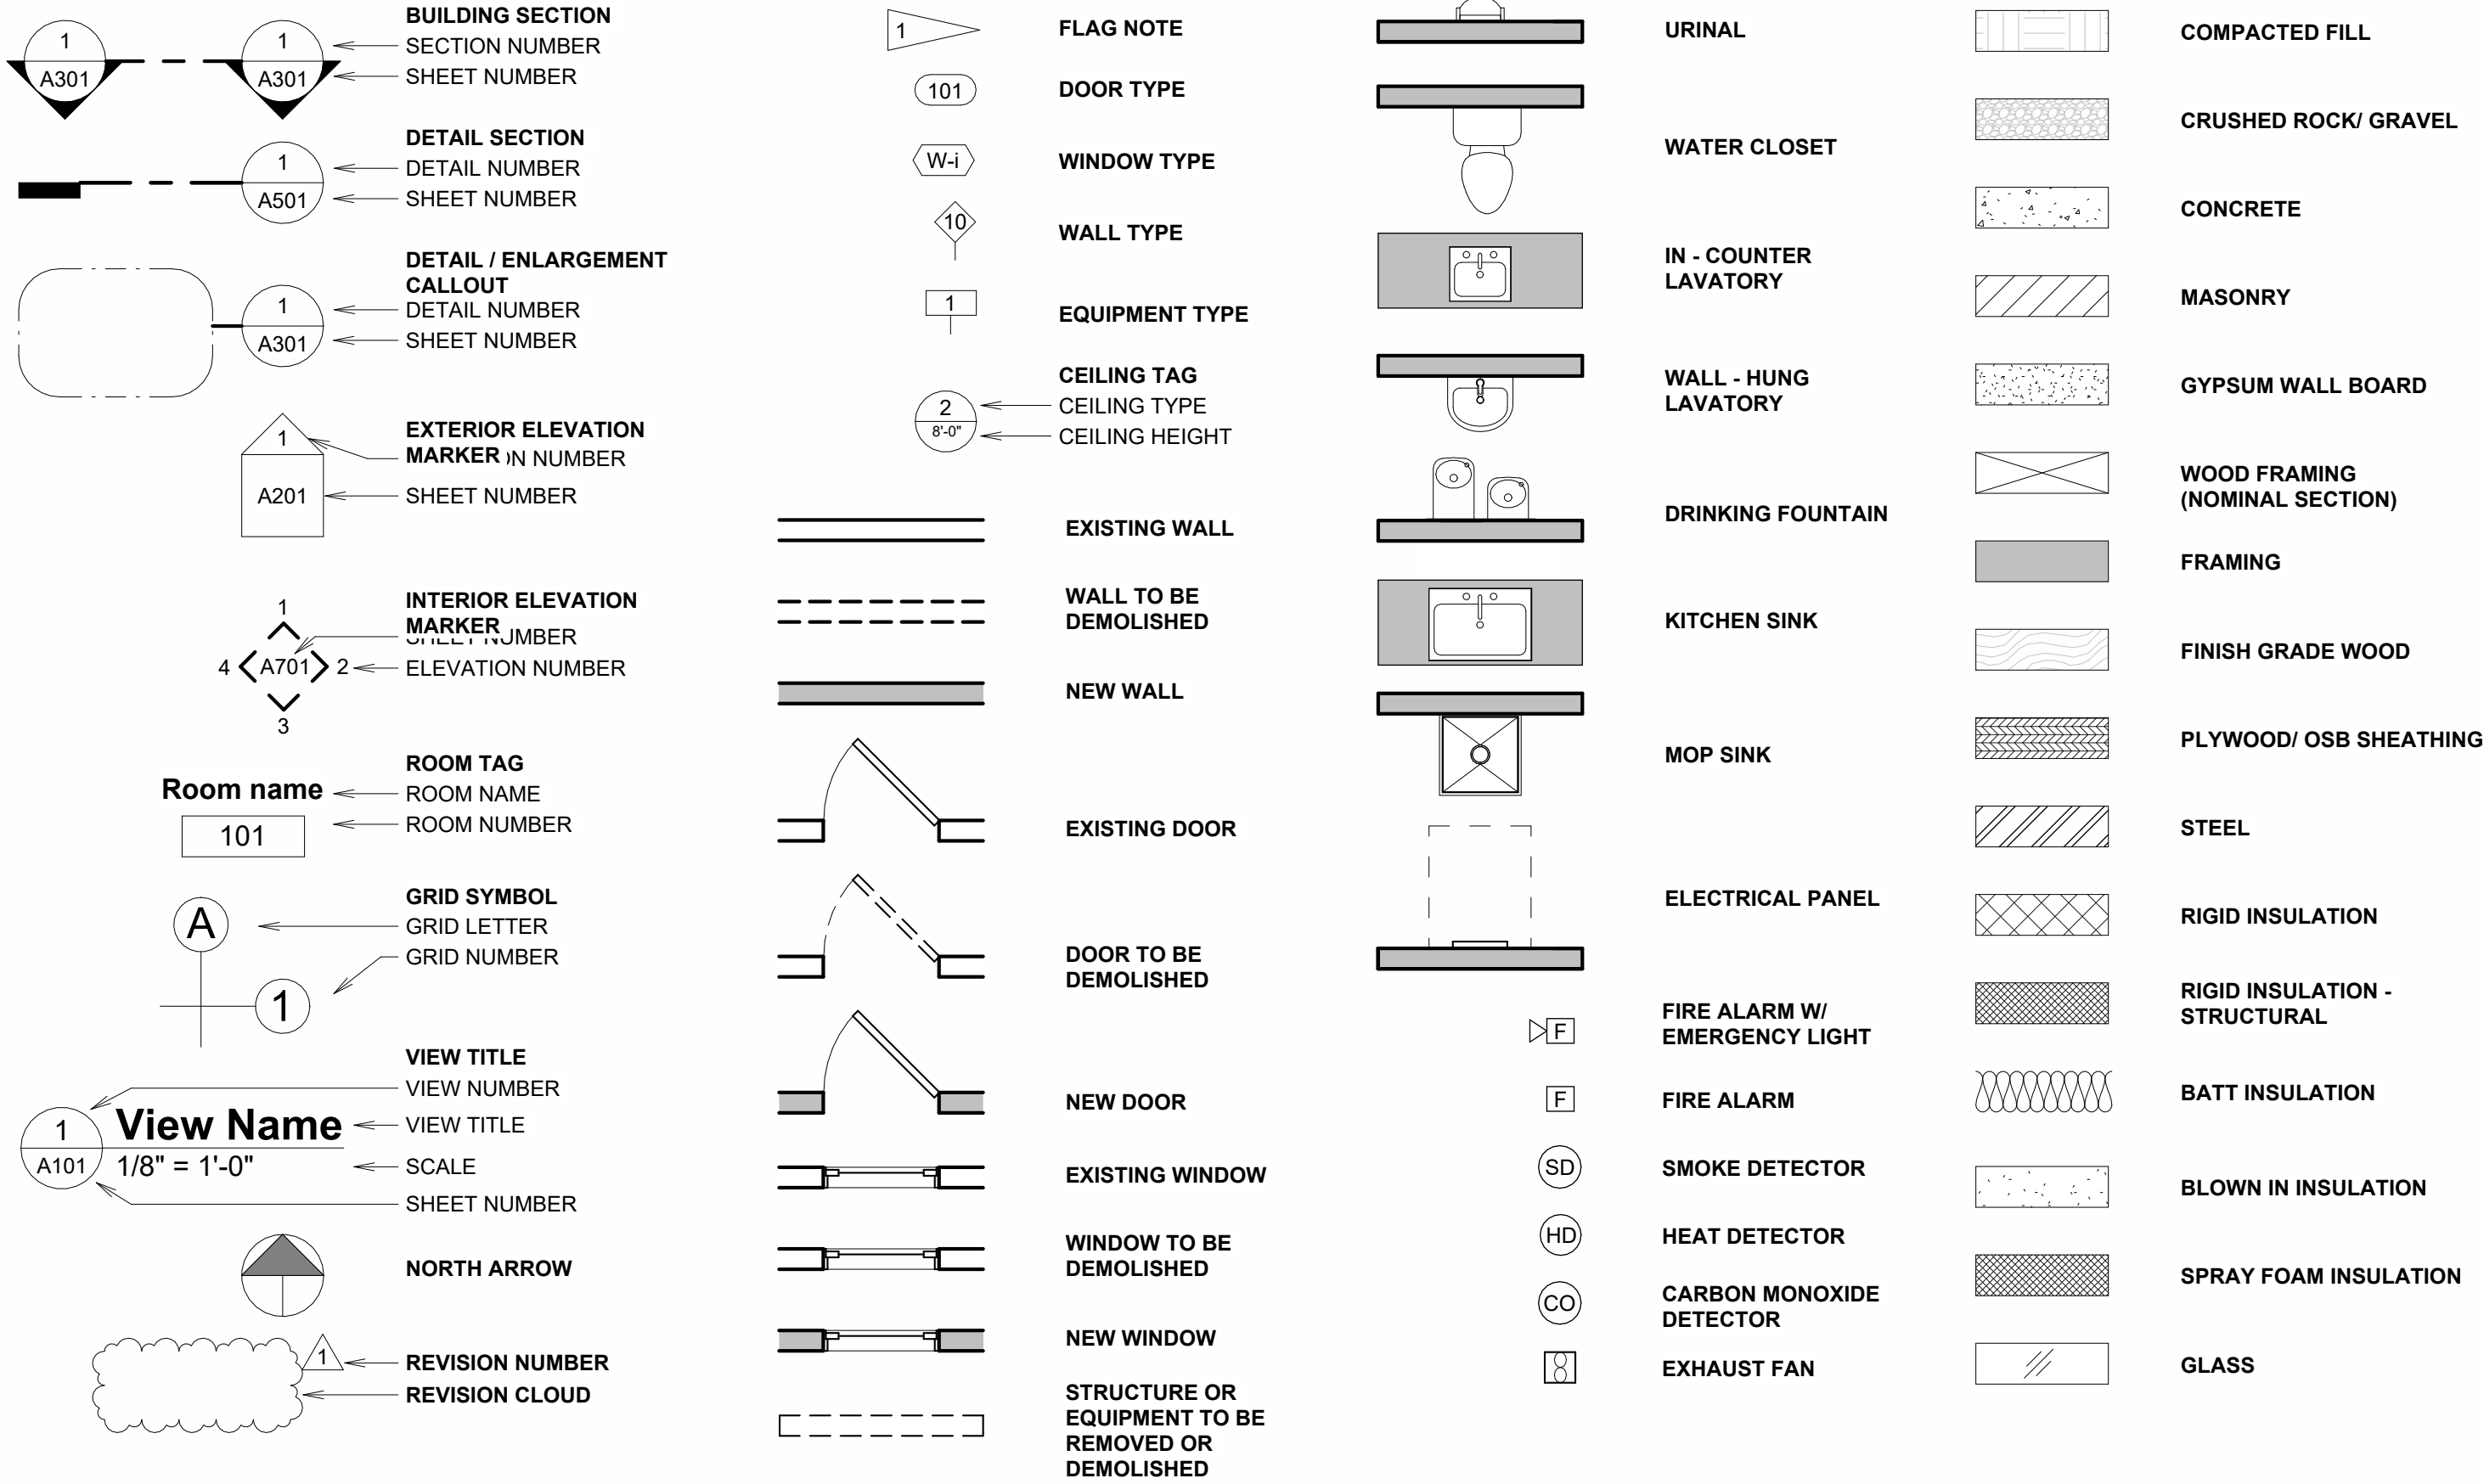 1
A301
1
A301
BUILDING SECTION
SECTION NUMBER
SHEET NUMBER
1
A501
DETAIL SECTION
DETAIL NUMBER
SHEET NUMBER
1
A301
DETAIL / ENLARGEMENT
CALLOUT
DETAIL NUMBER
SHEET NUMBER
1
A201
EXTERIOR ELEVATION
MARKER
NUMBER
SHEET NUMBER
1
4 A701 2
3
INTERIOR ELEVATION
MARKER
SHEET NUMBER
ELEVATION NUMBER
Room name
101
ROOM TAG
ROOM NAME
ROOM NUMBER
A
1
GRID SYMBOL
GRID LETTER
GRID NUMBER
1
A101
View Name
1/8" = 1'-0"
VIEW TITLE
VIEW NUMBER
VIEW TITLE
SCALE
SHEET NUMBER
NORTH ARROW
1
REVISION NUMBER
REVISION CLOUD
1
FLAG NOTE
101
DOOR TYPE
W-i
WINDOW TYPE
10
WALL TYPE
1
EQUIPMENT TYPE
2
8'-0"
CEILING TAG
CEILING TYPE
CEILING HEIGHT
EXISTING WALL
WALL TO BE
DEMOLISHED
NEW WALL
EXISTING DOOR
DOOR TO BE
DEMOLISHED
NEW DOOR
EXISTING WINDOW
WINDOW TO BE
DEMOLISHED
NEW WINDOW
STRUCTURE OR
EQUIPMENT TO BE
REMOVED OR
DEMOLISHED
URINAL
WATER CLOSET
IN - COUNTER
LAVATORY
WALL - HUNG
LAVATORY
DRINKING FOUNTAIN
KITCHEN SINK
MOP SINK
ELECTRICAL PANEL
F
FIRE ALARM W/
EMERGENCY LIGHT
F
FIRE ALARM
SD
SMOKE DETECTOR
HD
HEAT DETECTOR
CO
CARBON MONOXIDE
DETECTOR
EXHAUST FAN
COMPACTED FILL
CRUSHED ROCK/ GRAVEL
CONCRETE
MASONRY
GYPSUM WALL BOARD
WOOD FRAMING
(NOMINAL SECTION)
FRAMING
FINISH GRADE WOOD
PLYWOOD/ OSB SHEATHING
STEEL
RIGID INSULATION
RIGID INSULATION -
STRUCTURAL
BATT INSULATION
BLOWN IN INSULATION
SPRAY FOAM INSULATION
GLASS